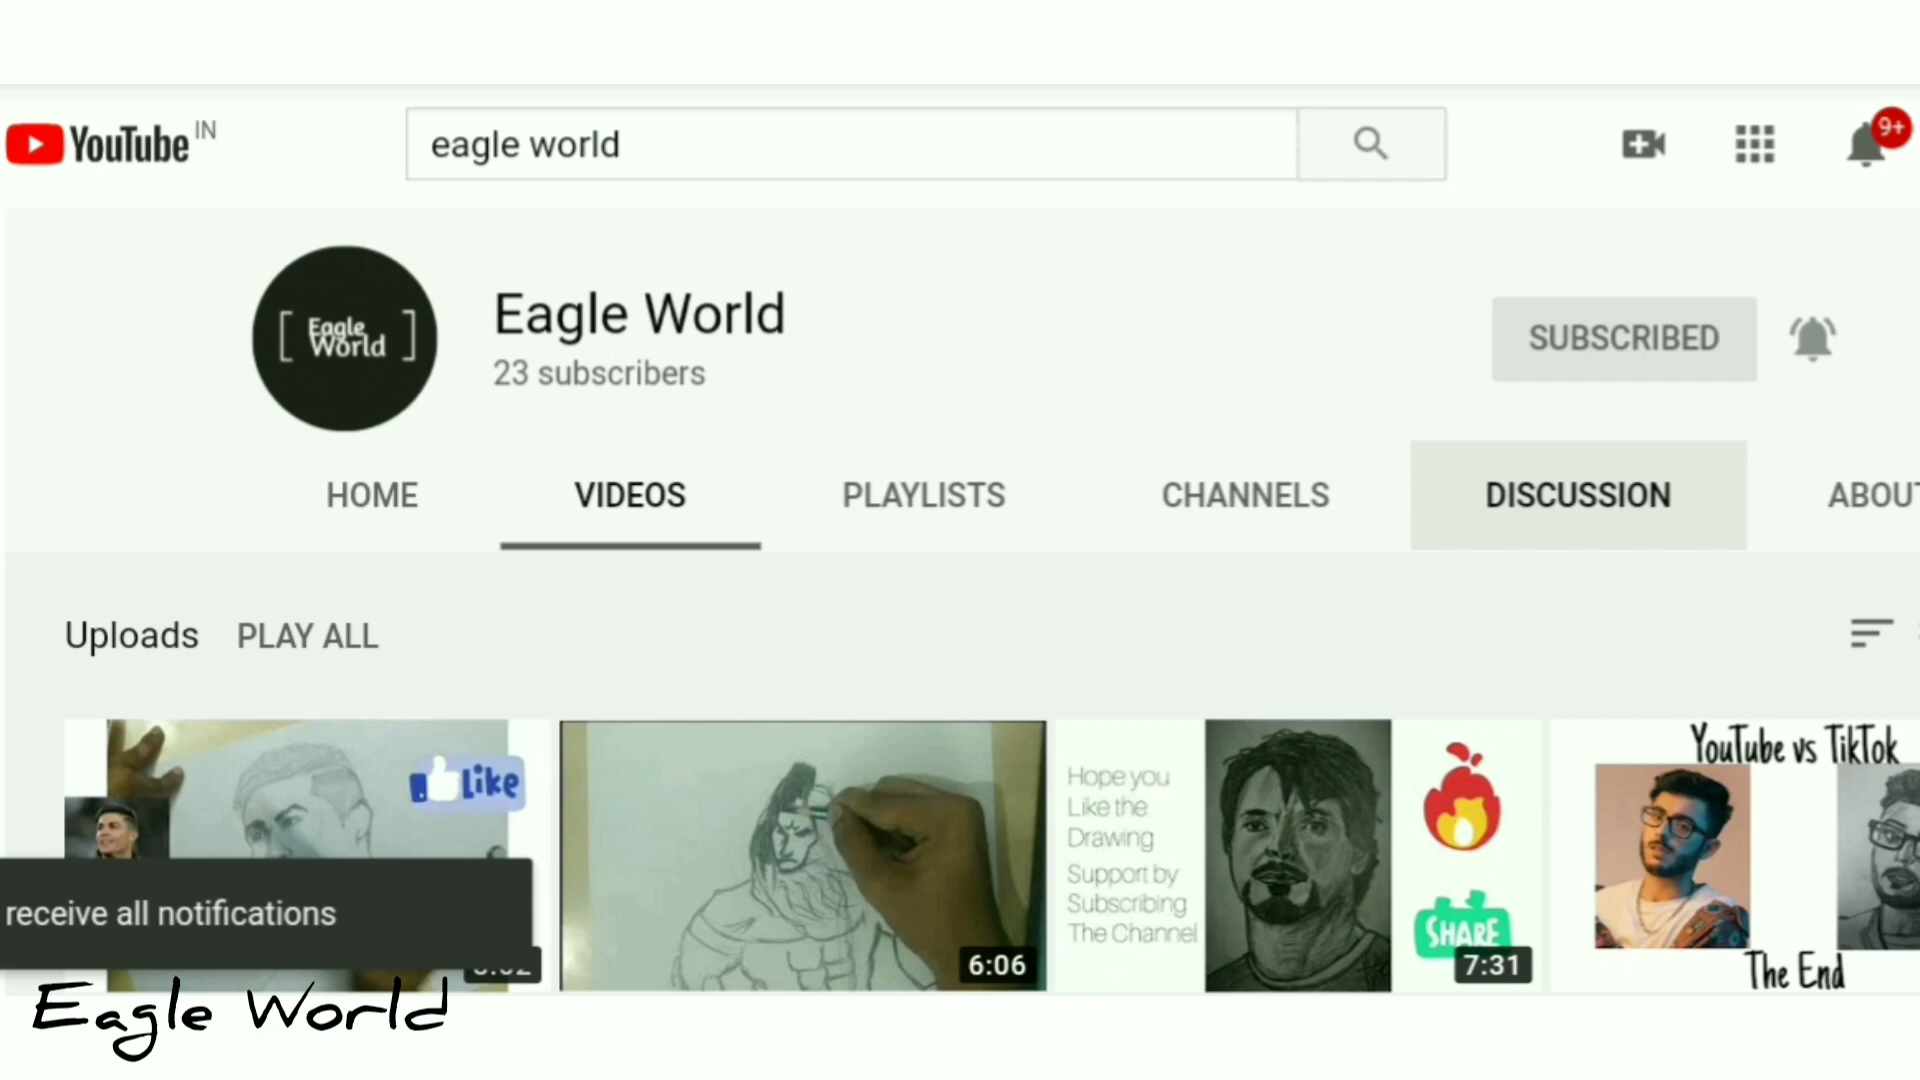 YouTube IN
eagle world
9+
Eagle World
Eagle World
23 subscribers
SUBSCRIBED
HOME VIDEOS PLAYLISTS CHANNELS DISCUSSION ABOUT
Uploads PLAY ALL
Like
receive all notifications
6:06
Hope you
Like the
Drawing
Support by
Subscribing
The Channel
SHARE
7:31
YouTube vs TikTok
The End
Eagle World